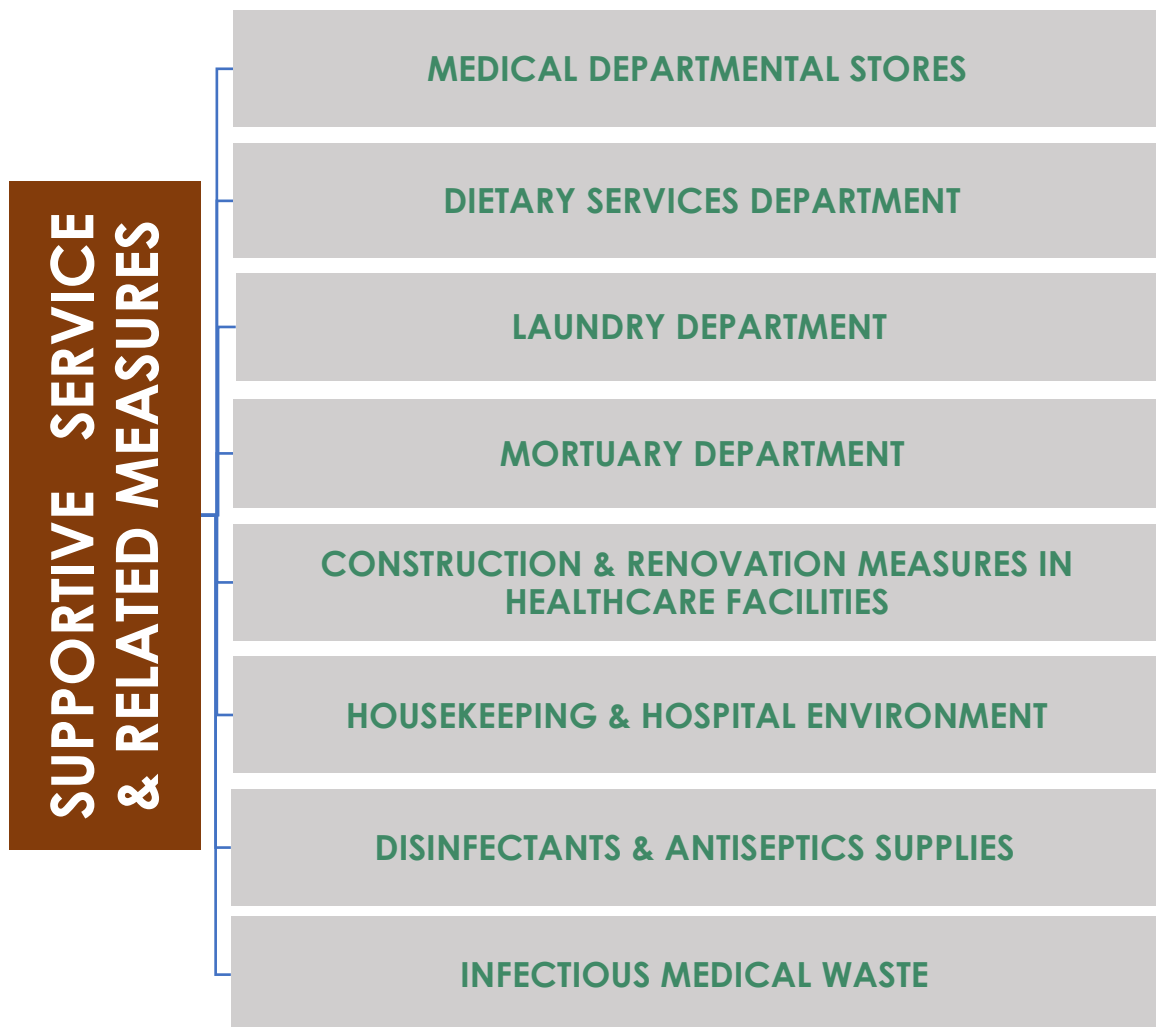 SUPPORTIVE SERVICE
& RELATED MEASURES
MEDICAL DEPARTMENTAL STORES
DIETARY SERVICES DEPARTMENT
LAUNDRY DEPARTMENT
MORTUARY DEPARTMENT
CONSTRUCTION & RENOVATION MEASURES IN
HEALTHCARE FACILITIES
HOUSEKEEPING & HOSPITAL ENVIRONMENT
DISINFECTANTS & ANTISEPTICS SUPPLIES
INFECTIOUS MEDICAL WASTE